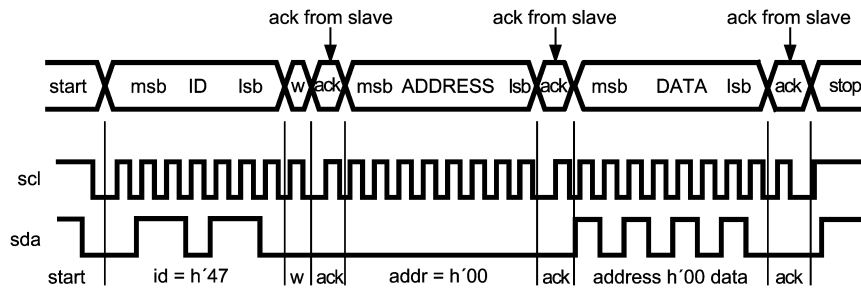 ack from slave ack from slave ack from slave
start msb ID lsb w ack msb ADDRESS lsb ack msb DATA lsb ack stop
scl
sda
start id = h´47 w ack addr = h´00 ack address h´00 data ack